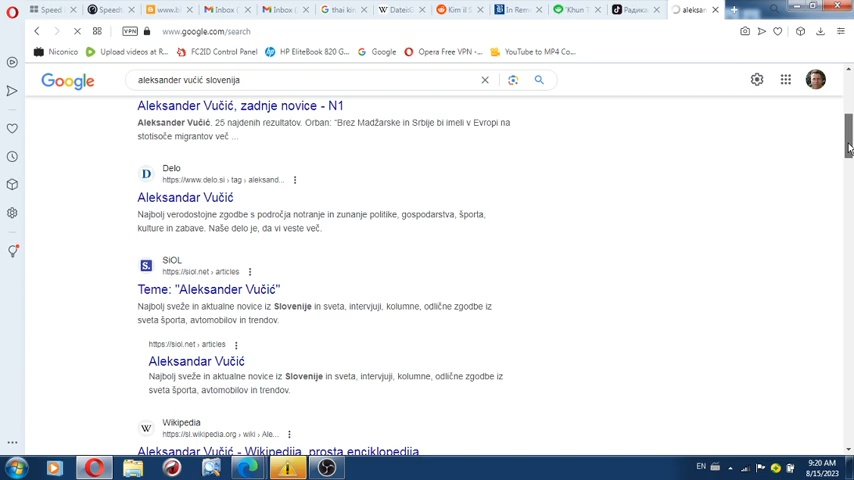 Speed
Speedt
www.b
Inbox (
Inbox (
thai ki
DateiG
Kim il S
In Rem
'Khun T
Радика
aleksan
VPN
www.google.com/search
Niconico
Upload videos at R...
FC2ID Control Panel
HP EliteBook 820 G...
Google
Opera Free VPN -...
YouTube to MP4 Co...
Google
aleksander vučić slovenija
Aleksander Vučić, zadnje novice - N1
Aleksander Vučić. 25 najdenih rezultatov. Orban: "Brez Madžarske in Srbije bi imeli v Evropi na
stotisoče migrantov več ...
Delo
https://www.delo.si › tag › aleksand...
Aleksandar Vučić
Najbolj verodostojne zgodbe s področja notranje in zunanje politike, gospodarstva, športa,
kulture in zabave. Naše delo je, da vi veste več.
SiOL
https://siol.net › articles
Teme: "Aleksander Vučić"
Najbolj sveže in aktualne novice iz Slovenije in sveta, intervjuji, kolumne, odlične zgodbe iz
sveta športa, avtomobilov in trendov.
https://siol.net › articles
Aleksandar Vučić
Najbolj sveže in aktualne novice iz Slovenije in sveta, intervjuji, kolumne, odlične zgodbe iz
sveta športa, avtomobilov in trendov.
Wikipedia
https://sl.wikipedia.org › wiki › Ale...
Aleksandar Vučić - Wikipedija, prosta enciklopedija
EN
9:20 AM
8/15/2023